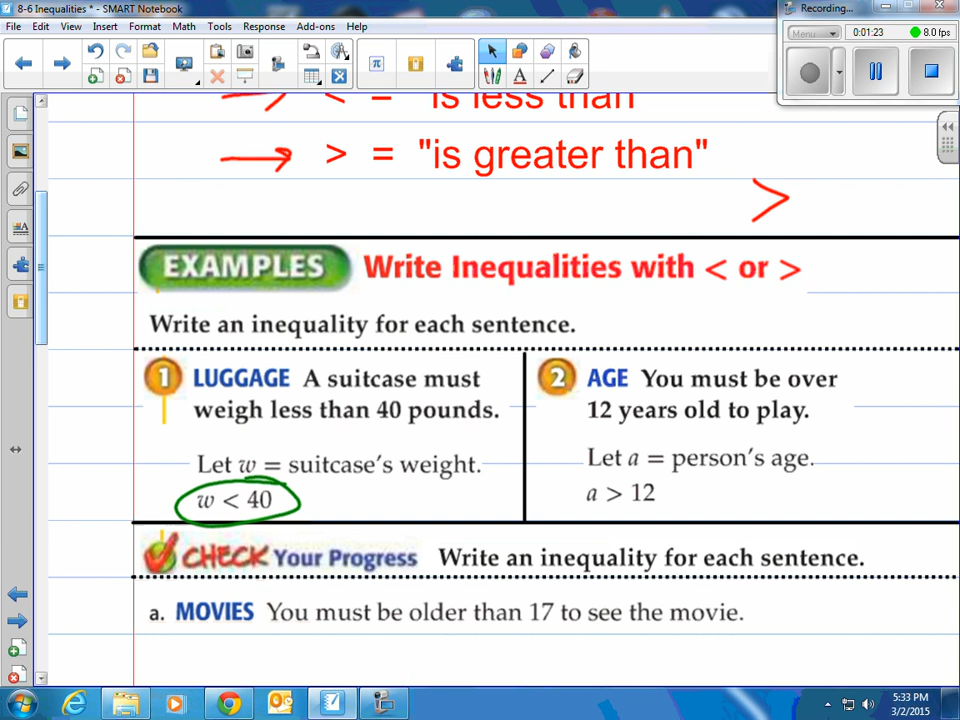 8-6 Inequalities * - SMART Notebook
Recording...
File Edit View Insert Format Math Tools Response Add-ons Help
Menu 0:01:23 8.0 fps
< = "is less than"
> = "is greater than"
>
EXAMPLES Write Inequalities with < or >
Write an inequality for each sentence.
1 LUGGAGE A suitcase must
weigh less than 40 pounds.
Let w = suitcase's weight.
w < 40
2 AGE You must be over
12 years old to play.
Let a = person's age.
a > 12
CHECK Your Progress Write an inequality for each sentence.
a. MOVIES You must be older than 17 to see the movie.
5:33 PM
3/2/2015